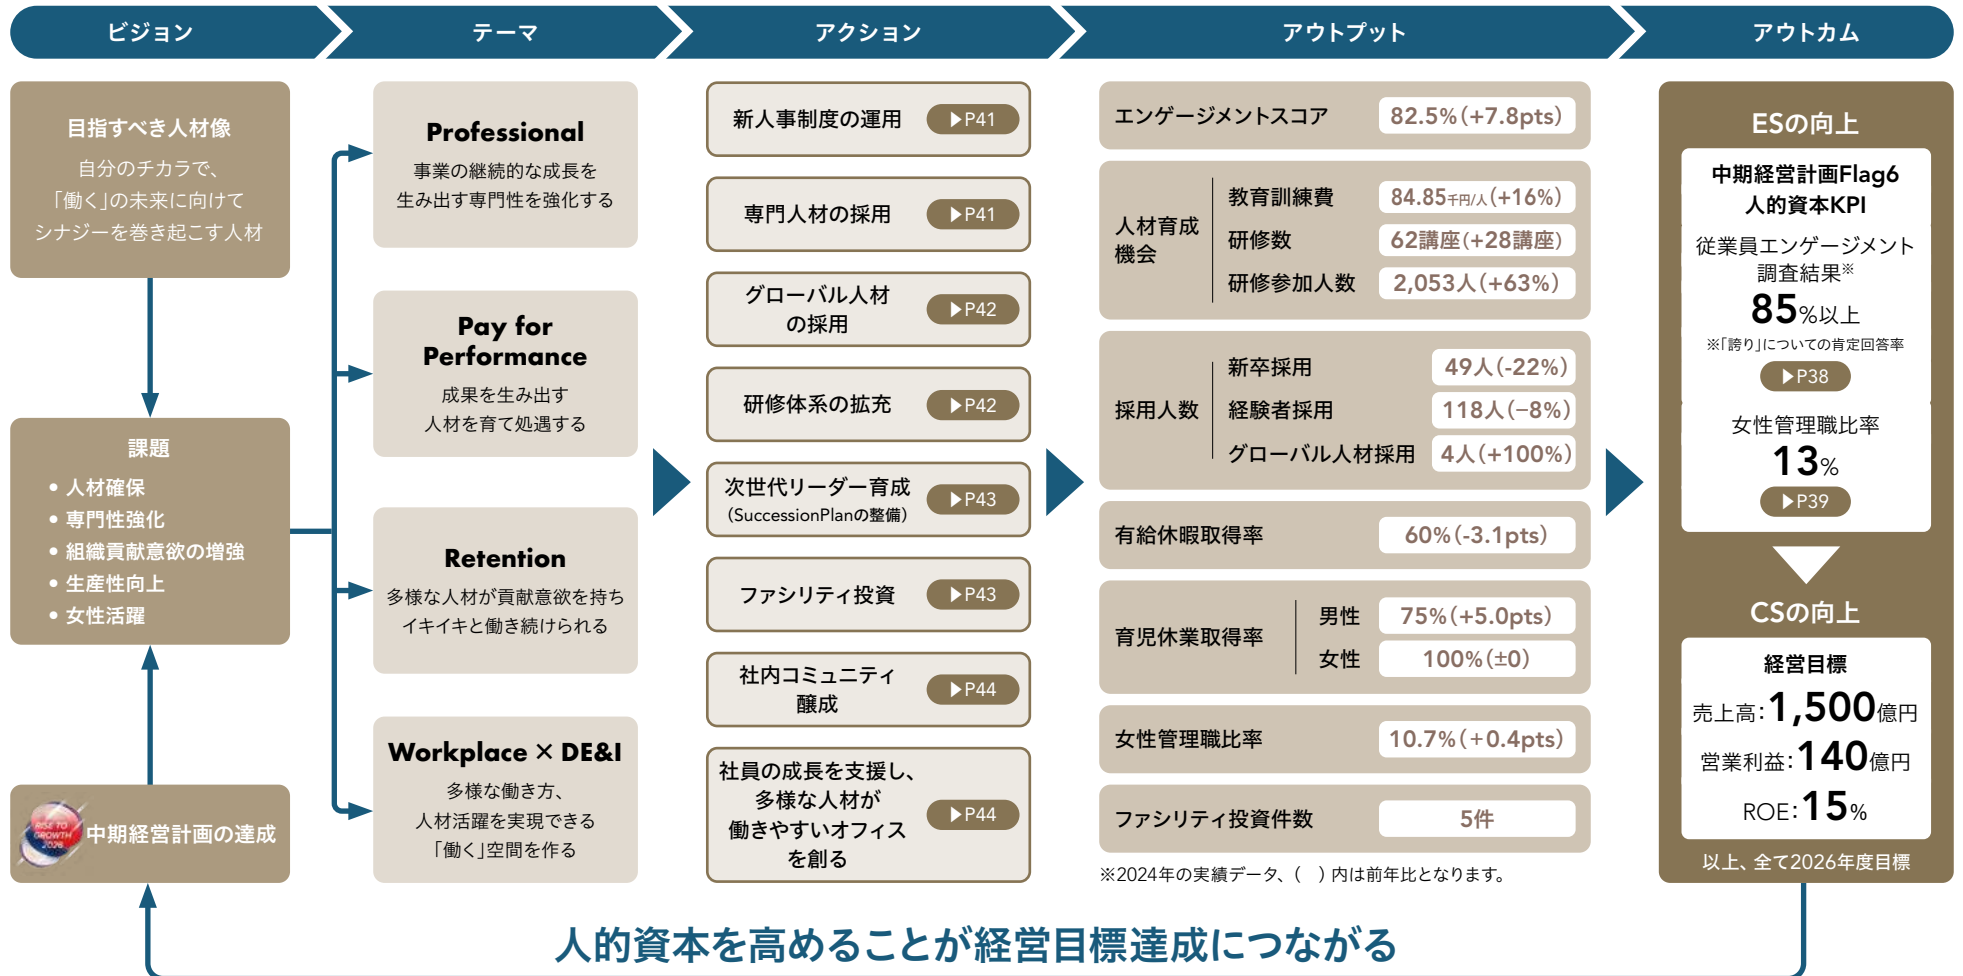 ビジョン
テーマ
アクション
アウトプット
アウトカム
目指すべき人材像
自分のチカラで、
「働く」の未来に向けて
シナジーを巻き起こす人材
課題
• 人材確保
• 専門性強化
• 組織貢献意欲の増強
• 生産性向上
• 女性活躍
RISE TO
GROWTH
2026
中期経営計画の達成
Professional
事業の継続的な成長を
生み出す専門性を強化する
Pay for
Performance
成果を生み出す
人材を育て処遇する
Retention
多様な人材が貢献意欲を持ち
イキイキと働き続けられる
Workplace × DE&I
多様な働き方、
人材活躍を実現できる
「働く」空間を作る
新人事制度の運用 ▶P41
専門人材の採用 ▶P41
グローバル人材
の採用 ▶P42
研修体系の拡充 ▶P42
次世代リーダー育成
（SuccessionPlanの整備） ▶P43
ファシリティ投資 ▶P43
社内コミュニティ
醸成 ▶P44
社員の成長を支援し、
多様な人材が
働きやすいオフィス
を創る ▶P44
エンゲージメントスコア 82.5%(+7.8pts)
人材育成
機会
教育訓練費 84.85千円/人(+16%)
研修数 62講座(+28講座)
研修参加人数 2,053人(+63%)
採用人数
新卒採用 49人(-22%)
経験者採用 118人(−8%)
グローバル人材採用 4人(+100%)
有給休暇取得率 60%(-3.1pts)
育児休業取得率
男性 75%(+5.0pts)
女性 100%(±0)
女性管理職比率 10.7%(+0.4pts)
ファシリティ投資件数 5件
※2024年の実績データ、（　）内は前年比となります。
ESの向上
中期経営計画Flag6
人的資本KPI
従業員エンゲージメント
調査結果※
85%以上
※「誇り」についての肯定回答率
▶P38
女性管理職比率
13%
▶P39
CSの向上
経営目標
売上高：1,500億円
営業利益：140億円
ROE：15%
以上、全て2026年度目標
人的資本を高めることが経営目標達成につながる